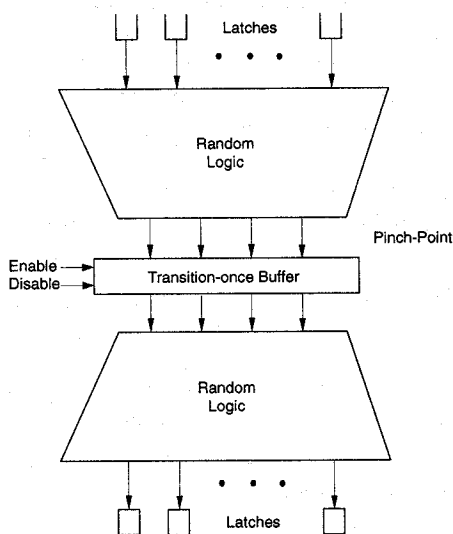 Latches
Random
Logic
Pinch-Point
Enable
Disable
Transition-once Buffer
Random
Logic
Latches